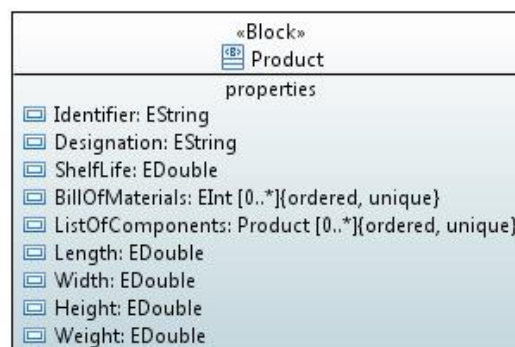 «Block»
Product
properties
Identifier: EString
Designation: EString
ShelfLife: EDouble
BillOfMaterials: EInt [0..*]{ordered, unique}
ListOfComponents: Product [0..*]{ordered, unique}
Length: EDouble
Width: EDouble
Height: EDouble
Weight: EDouble